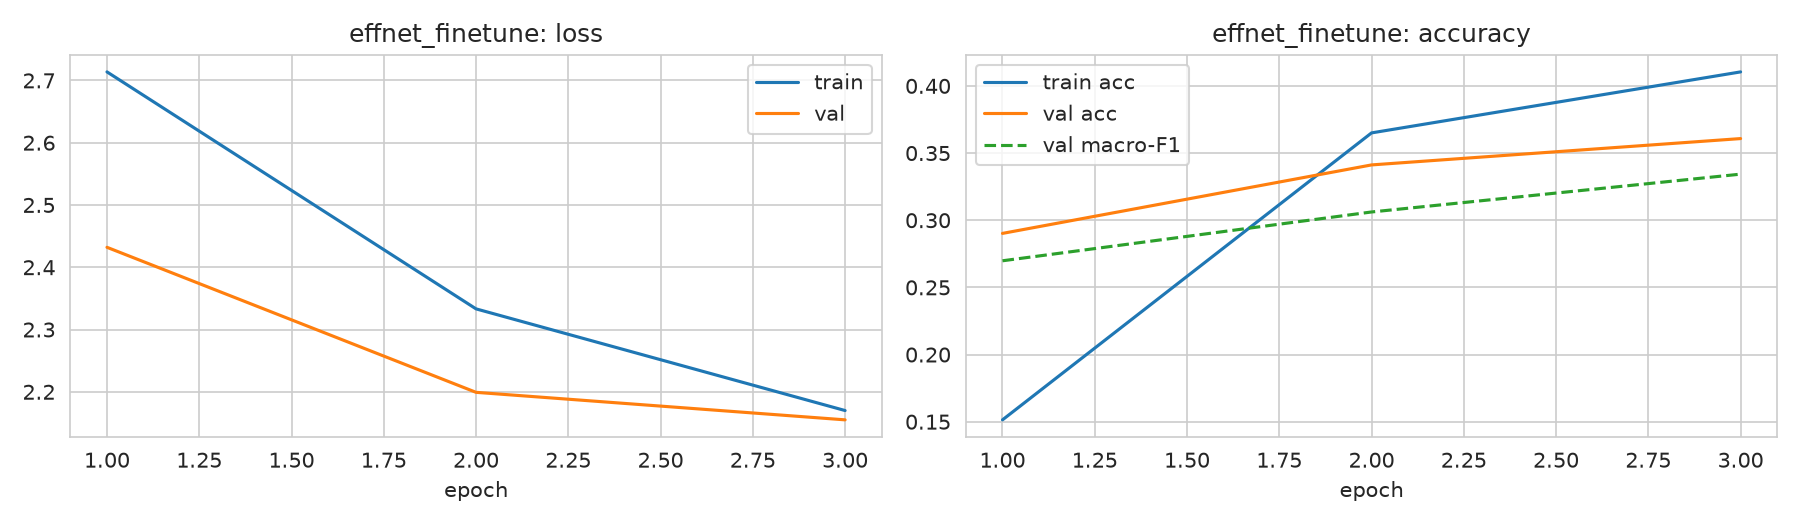 effnet_finetune: loss
train
val
2.7
2.6
2.5
2.4
2.3
2.2
1.00 1.25 1.50 1.75 2.00 2.25 2.50 2.75 3.00
epoch
effnet_finetune: accuracy
train acc
val acc
val macro-F1
0.40
0.35
0.30
0.25
0.20
0.15
1.00 1.25 1.50 1.75 2.00 2.25 2.50 2.75 3.00
epoch